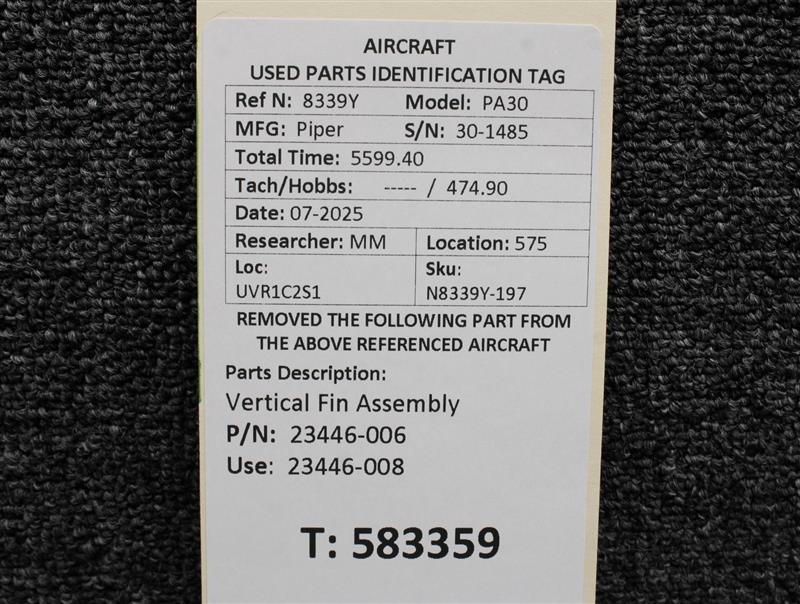 AIRCRAFT
USED PARTS IDENTIFICATION TAG
Ref N: 8339Y Model: PA30
MFG: Piper S/N: 30-1485
Total Time: 5599.40
Tach/Hobbs: ----- / 474.90
Date: 07-2025
Researcher: MM Location: 575
Loc: Sku:
UVR1C2S1 N8339Y-197
REMOVED THE FOLLOWING PART FROM
THE ABOVE REFERENCED AIRCRAFT
Parts Description:
Vertical Fin Assembly
P/N: 23446-006
Use: 23446-008
T: 583359